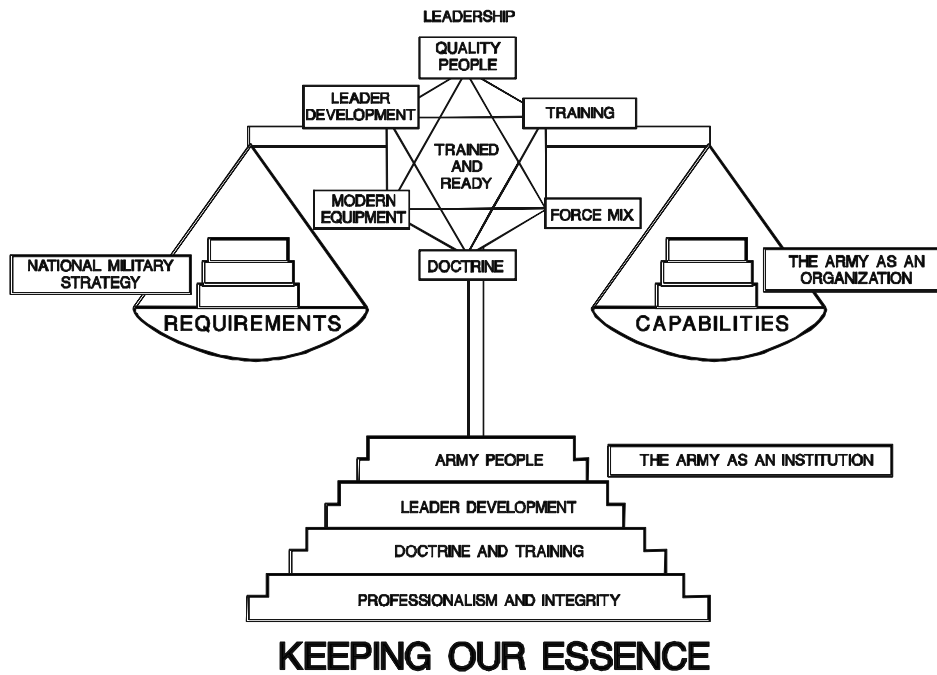 LEADERSHIP
QUALITY
PEOPLE
LEADER
DEVELOPMENT
TRAINING
TRAINED
AND
READY
MODERN
EQUIPMENT
FORCE MIX
DOCTRINE
NATIONAL MILITARY
STRATEGY
REQUIREMENTS
THE ARMY AS AN
ORGANIZATION
CAPABILITIES
ARMY PEOPLE
THE ARMY AS AN INSTITUTION
LEADER DEVELOPMENT
DOCTRINE AND TRAINING
PROFESSIONALISM AND INTEGRITY
KEEPING OUR ESSENCE